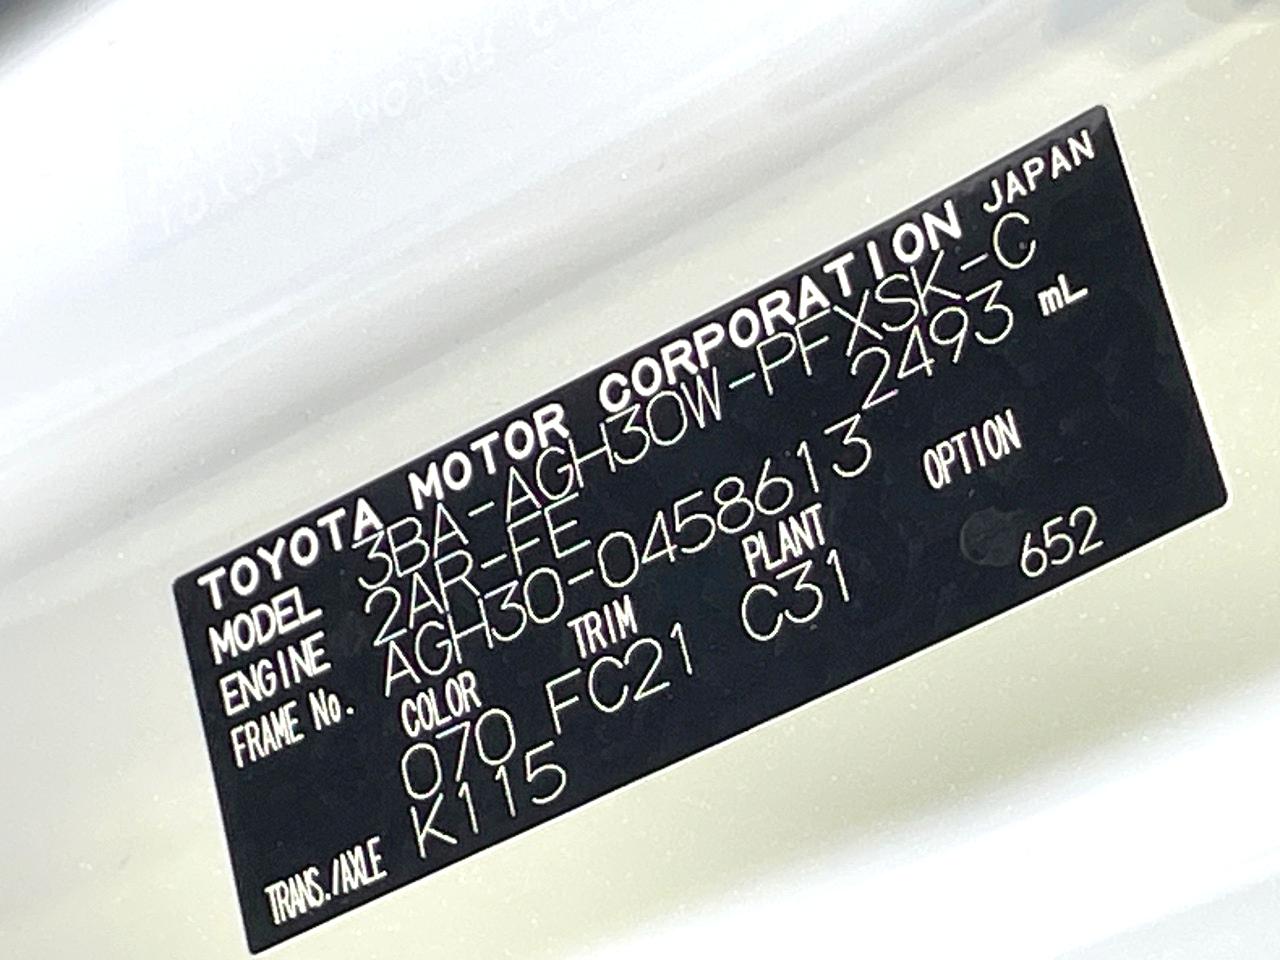 TOYOTA MOTOR CORPORATION JAPAN
MODEL 3BA-AGH30W-PFXSK-C
ENGINE 2AR-FE 2493 mL
FRAME No. AGH30-0458613
COLOR TRIM PLANT OPTION
070 FC21 C31 652
TRANS./AXLE K115